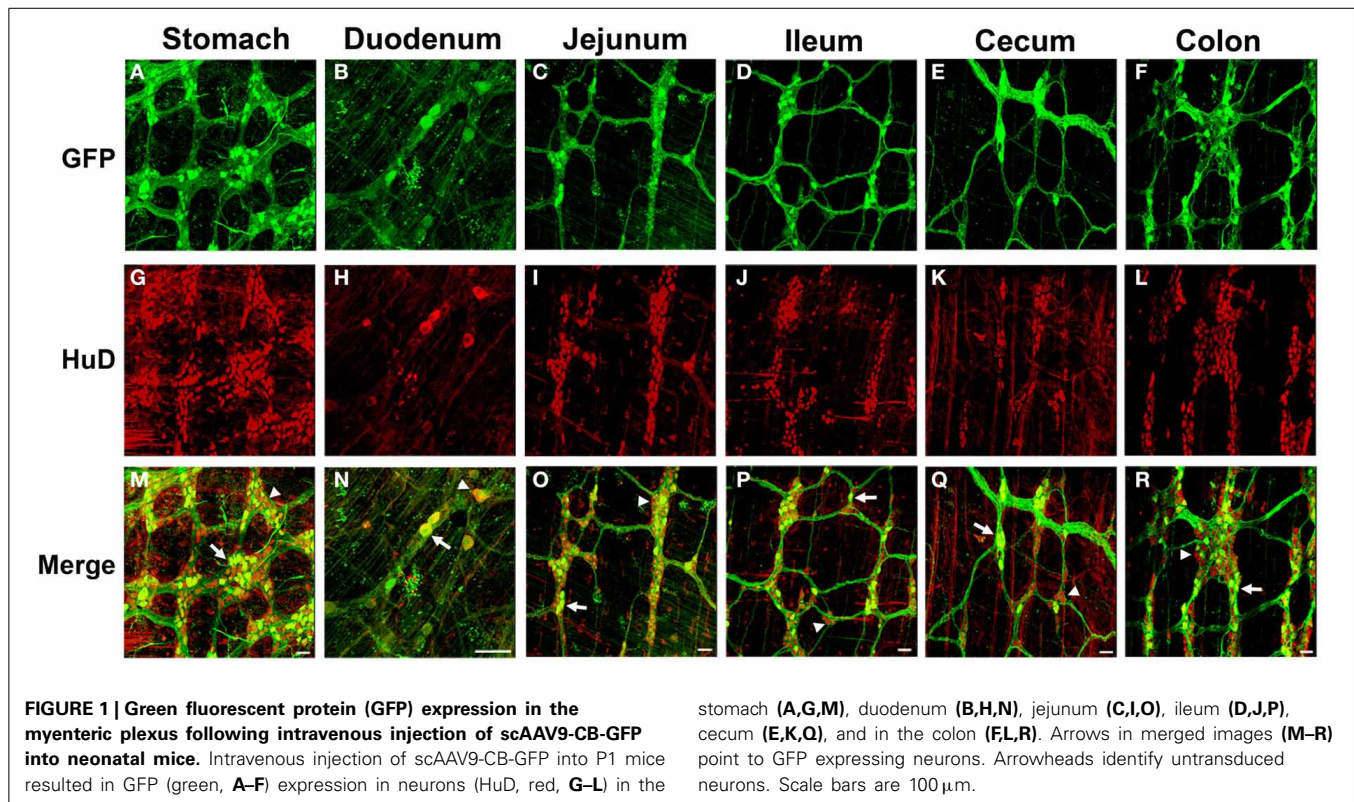 Stomach Duodenum Jejunum Ileum Cecum Colon
A B C D E F
GFP
G H I J K L
HuD
M N O P Q R
Merge
FIGURE 1 | Green fluorescent protein (GFP) expression in the
myenteric plexus following intravenous injection of scAAV9-CB-GFP
into neonatal mice. Intravenous injection of scAAV9-CB-GFP into P1 mice
resulted in GFP (green, A–F) expression in neurons (HuD, red, G–L) in the
stomach (A,G,M), duodenum (B,H,N), jejunum (C,I,O), ileum (D,J,P),
cecum (E,K,Q), and in the colon (F,L,R). Arrows in merged images (M–R)
point to GFP expressing neurons. Arrowheads identify untransduced
neurons. Scale bars are 100 μm.